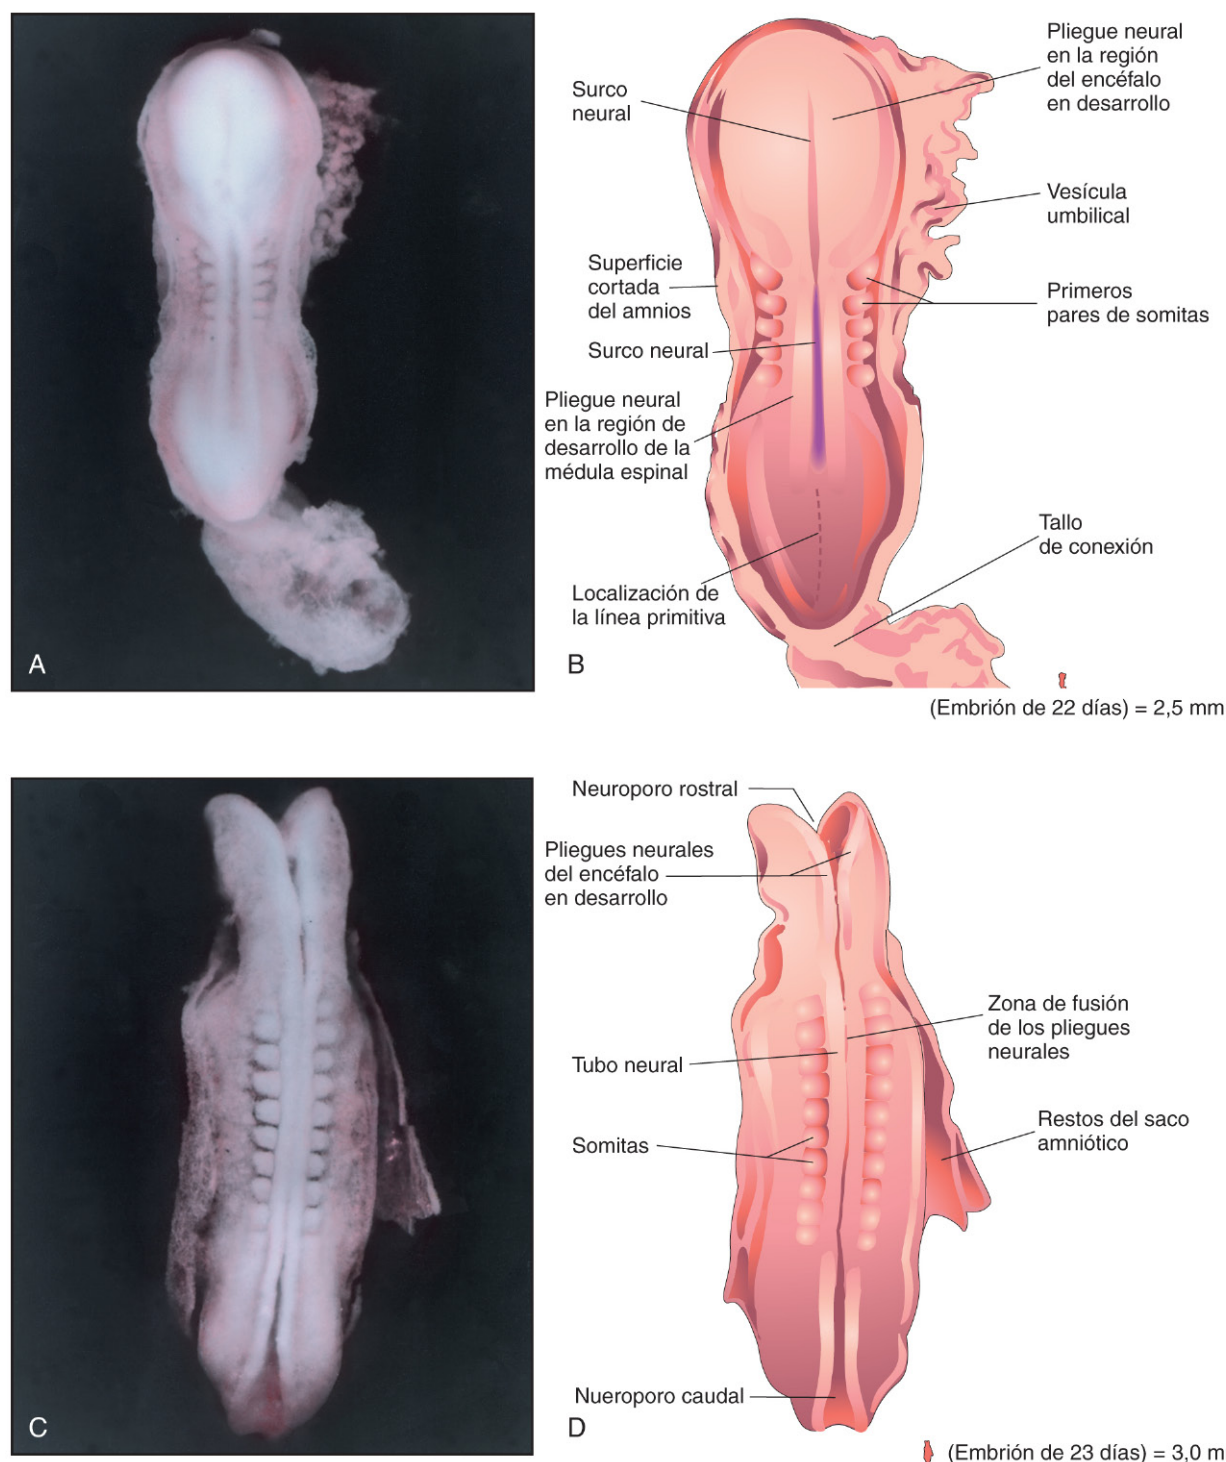 Surco
neural
Pliegue neural
en la región
del encéfalo
en desarrollo
Vesícula
umbilical
Superficie
cortada
del amnios
Primeros
pares de somitas
Surco neural
Pliegue neural
en la región de
desarrollo de la
médula espinal
Tallo
de conexión
Localización de
la línea primitiva
A
B
(Embrión de 22 días) = 2,5 mm
Neuroporo rostral
Pliegues neurales
del encéfalo
en desarrollo
Zona de fusión
de los pliegues
neurales
Tubo neural
Restos del saco
amniótico
Somitas
Nueroporo caudal
C
D
(Embrión de 23 días) = 3,0 m